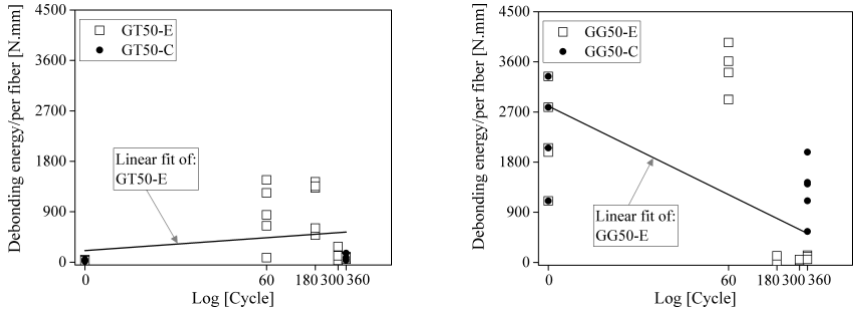 4500
3600
2700
1800
900
0
Debonding energy/per fiber [N.mm]
GT50-E
GT50-C
Linear fit of:
GT50-E
0 60 180 300 360
Log [Cycle]
4500
3600
2700
1800
900
0
Debonding energy/per fiber [N.mm]
GG50-E
GG50-C
Linear fit of:
GG50-E
0 60 180 300 360
Log [Cycle]